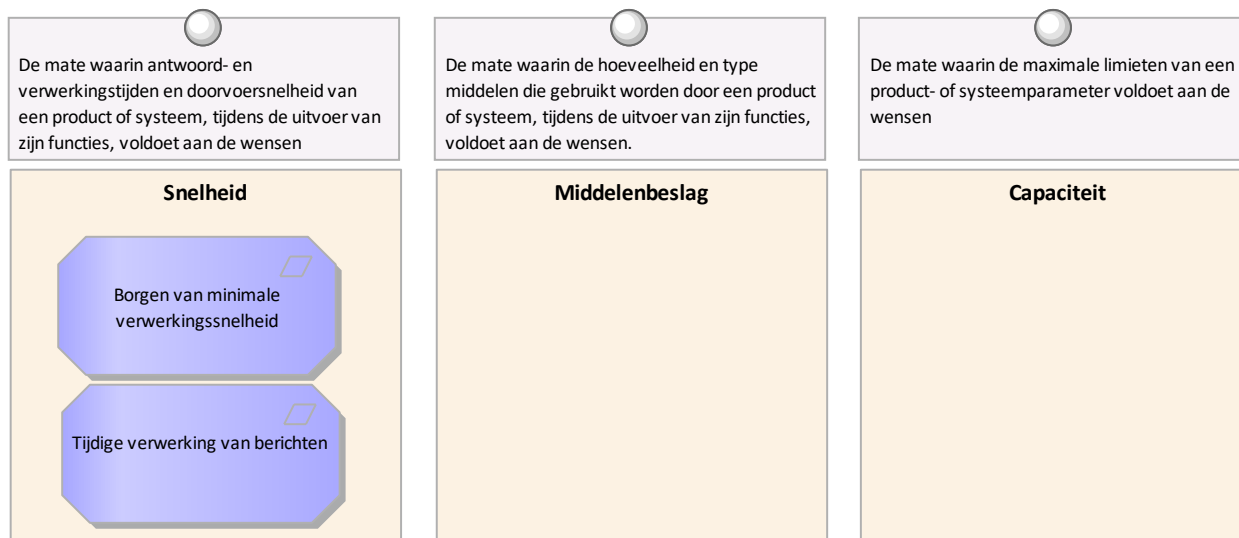 De mate waarin antwoord- en
verwerkingstijden en doorvoersnelheid van
een product of systeem, tijdens de uitvoer van
zijn functies, voldoet aan de wensen
De mate waarin de hoeveelheid en type
middelen die gebruikt worden door een product
of systeem, tijdens de uitvoer van zijn functies,
voldoet aan de wensen.
De mate waarin de maximale limieten van een
product- of systeemparameter voldoet aan de
wensen
Snelheid
Borgen van minimale
verwerkingssnelheid
Tijdige verwerking van berichten
Middelenbeslag
Capaciteit